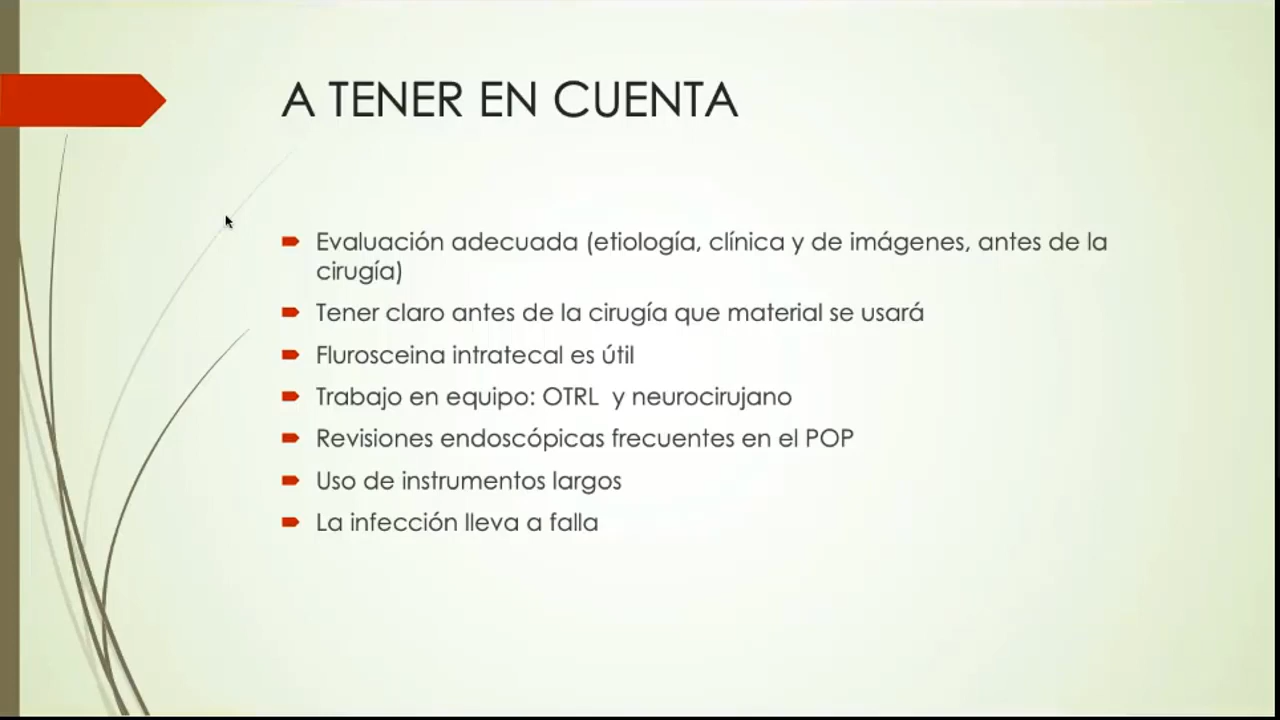 A TENER EN CUENTA
Evaluación adecuada (etiología, clínica y de imágenes, antes de la
cirugía)
Tener claro antes de la cirugía que material se usará
Flurosceina intratecal es útil
Trabajo en equipo: OTRL  y neurocirujano
Revisiones endoscópicas frecuentes en el POP
Uso de instrumentos largos
La infección lleva a falla